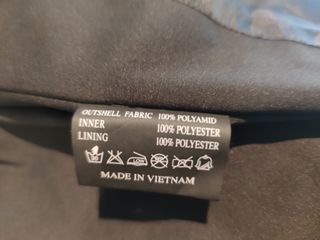 OUTSHELL FABRIC 100% POLYAMID
INNER 100% POLYESTER
LINING 100% POLYESTER
MADE IN VIETNAM